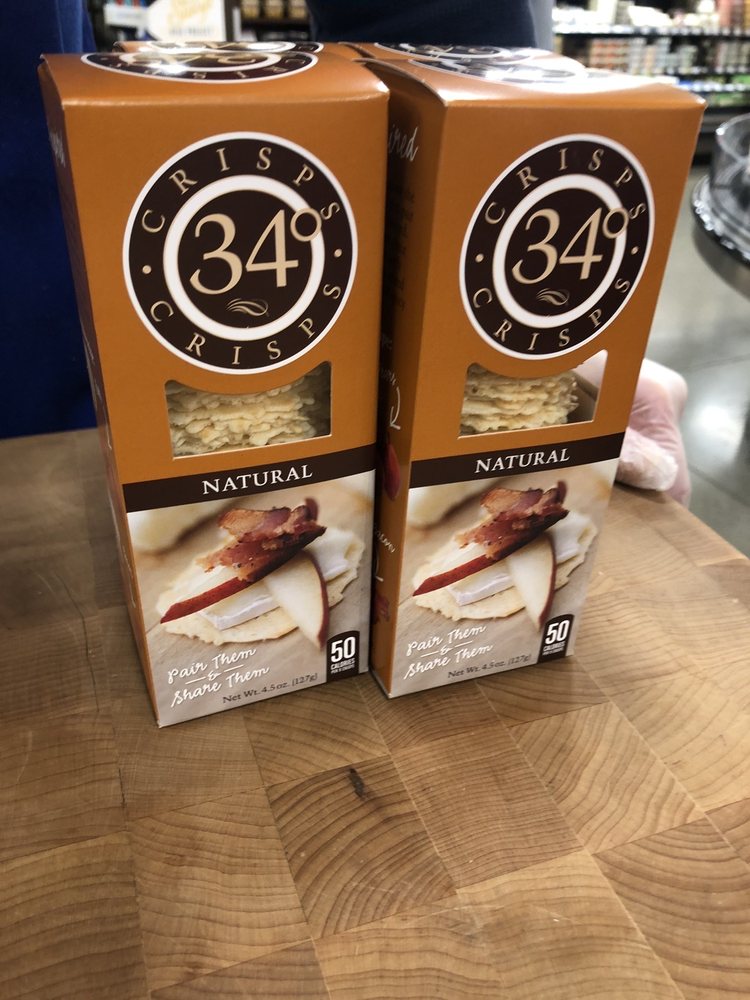 CRISPS
34°
CRISPS
NATURAL
Pair Them
&
Share Them
Net Wt. 4.5 oz. (127g)
50
CALORIES
CRISPS
34°
CRISPS
NATURAL
Pair Them
&
Share Them
Net Wt. 4.5 oz. (127g)
50
CALORIES